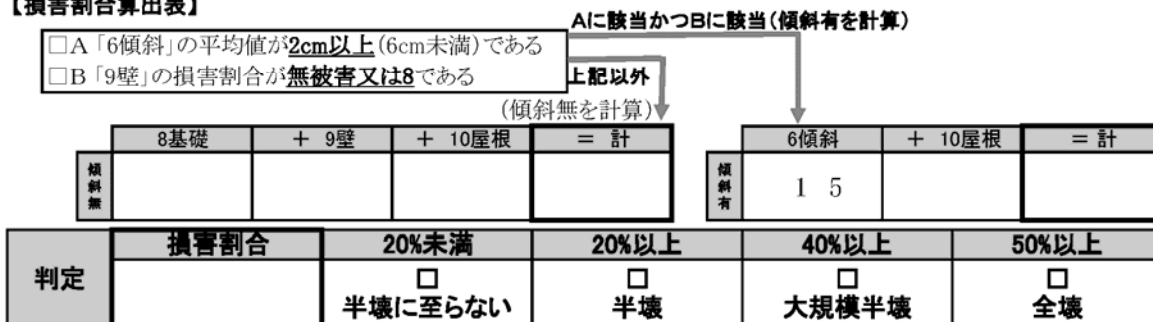 【損害割合算出表】
Aに該当かつBに該当(傾斜有を計算)
□A「6傾斜」の平均値が2cm以上(6cm未満)である
□B「9壁」の損害割合が無被害又は8である
上記以外
(傾斜無を計算)
8基礎 + 9壁 + 10屋根 = 計
傾斜無
6傾斜 + 10屋根 = 計
傾斜有 1 5
判定 損害割合 20%未満 20%以上 40%以上 50%以上
□ □ □ □
半壊に至らない 半壊 大規模半壊 全壊